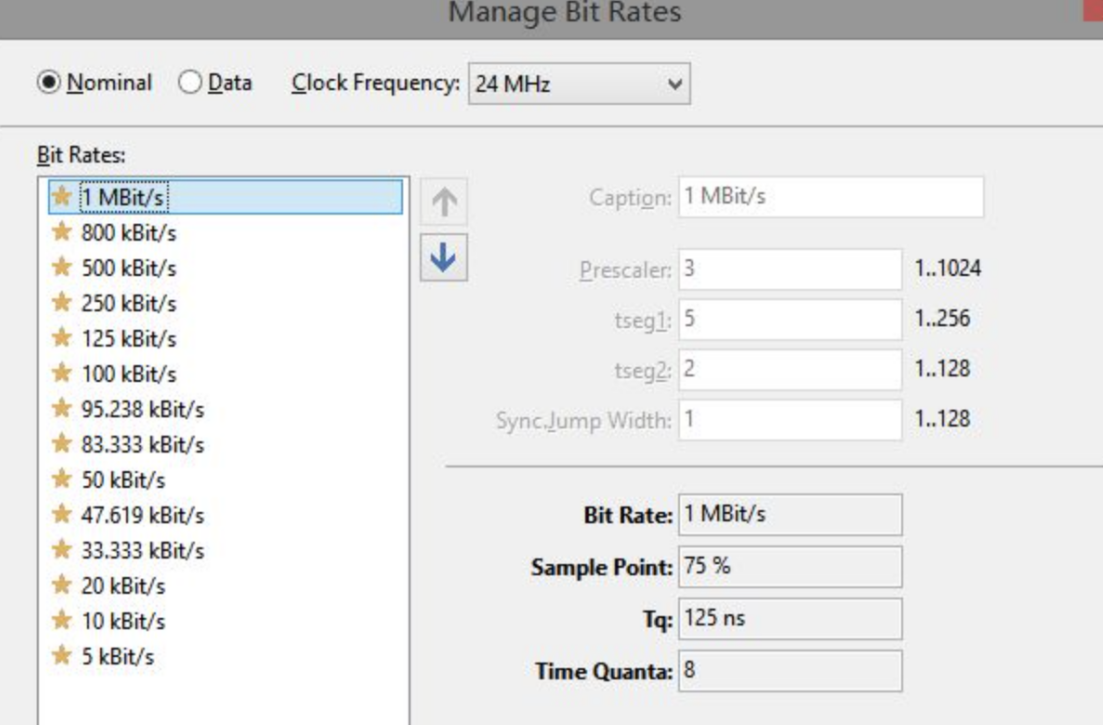 Manage Bit Rates
Nominal Data Clock Frequency: 24 MHz
Bit Rates:
1 MBit/s
800 kBit/s
500 kBit/s
250 kBit/s
125 kBit/s
100 kBit/s
95.238 kBit/s
83.333 kBit/s
50 kBit/s
47.619 kBit/s
33.333 kBit/s
20 kBit/s
10 kBit/s
5 kBit/s
Caption: 1 MBit/s
Prescaler: 3 1..1024
tseg1: 5 1..256
tseg2: 2 1..128
Sync.Jump Width: 1 1..128
Bit Rate: 1 MBit/s
Sample Point: 75 %
Tq: 125 ns
Time Quanta: 8